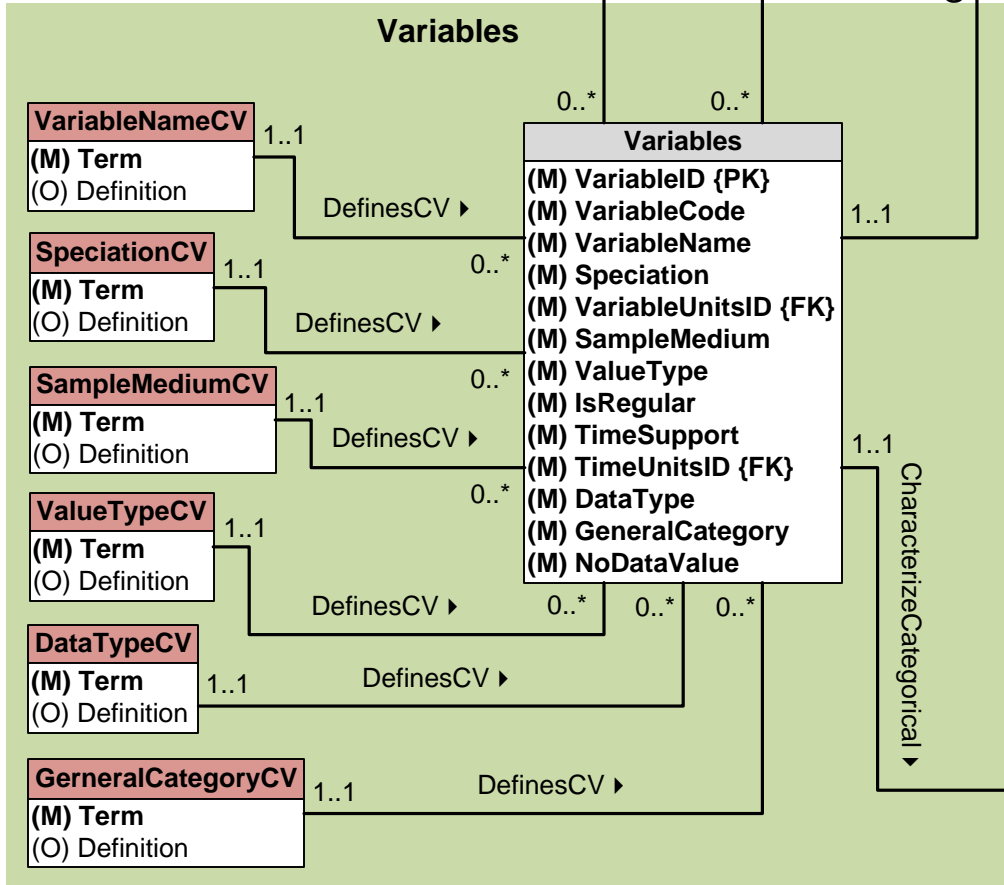 Variables
0..*
0..*
VariableNameCV
(M) Term
(O) Definition
1..1
DefinesCV ▸
0..*
SpeciationCV
(M) Term
(O) Definition
1..1
DefinesCV ▸
0..*
SampleMediumCV
(M) Term
(O) Definition
1..1
DefinesCV ▸
0..*
ValueTypeCV
(M) Term
(O) Definition
1..1
DefinesCV ▸
0..*
DataTypeCV
(M) Term
(O) Definition
1..1
DefinesCV ▸
0..*
GerneralCategoryCV
(M) Term
(O) Definition
1..1
DefinesCV ▸
0..*
Variables
(M) VariableID {PK}
(M) VariableCode
(M) VariableName
(M) Speciation
(M) VariableUnitsID {FK}
(M) SampleMedium
(M) ValueType
(M) IsRegular
(M) TimeSupport
(M) TimeUnitsID {FK}
(M) DataType
(M) GeneralCategory
(M) NoDataValue
1..1
1..1
CharacterizeCategorical ▸